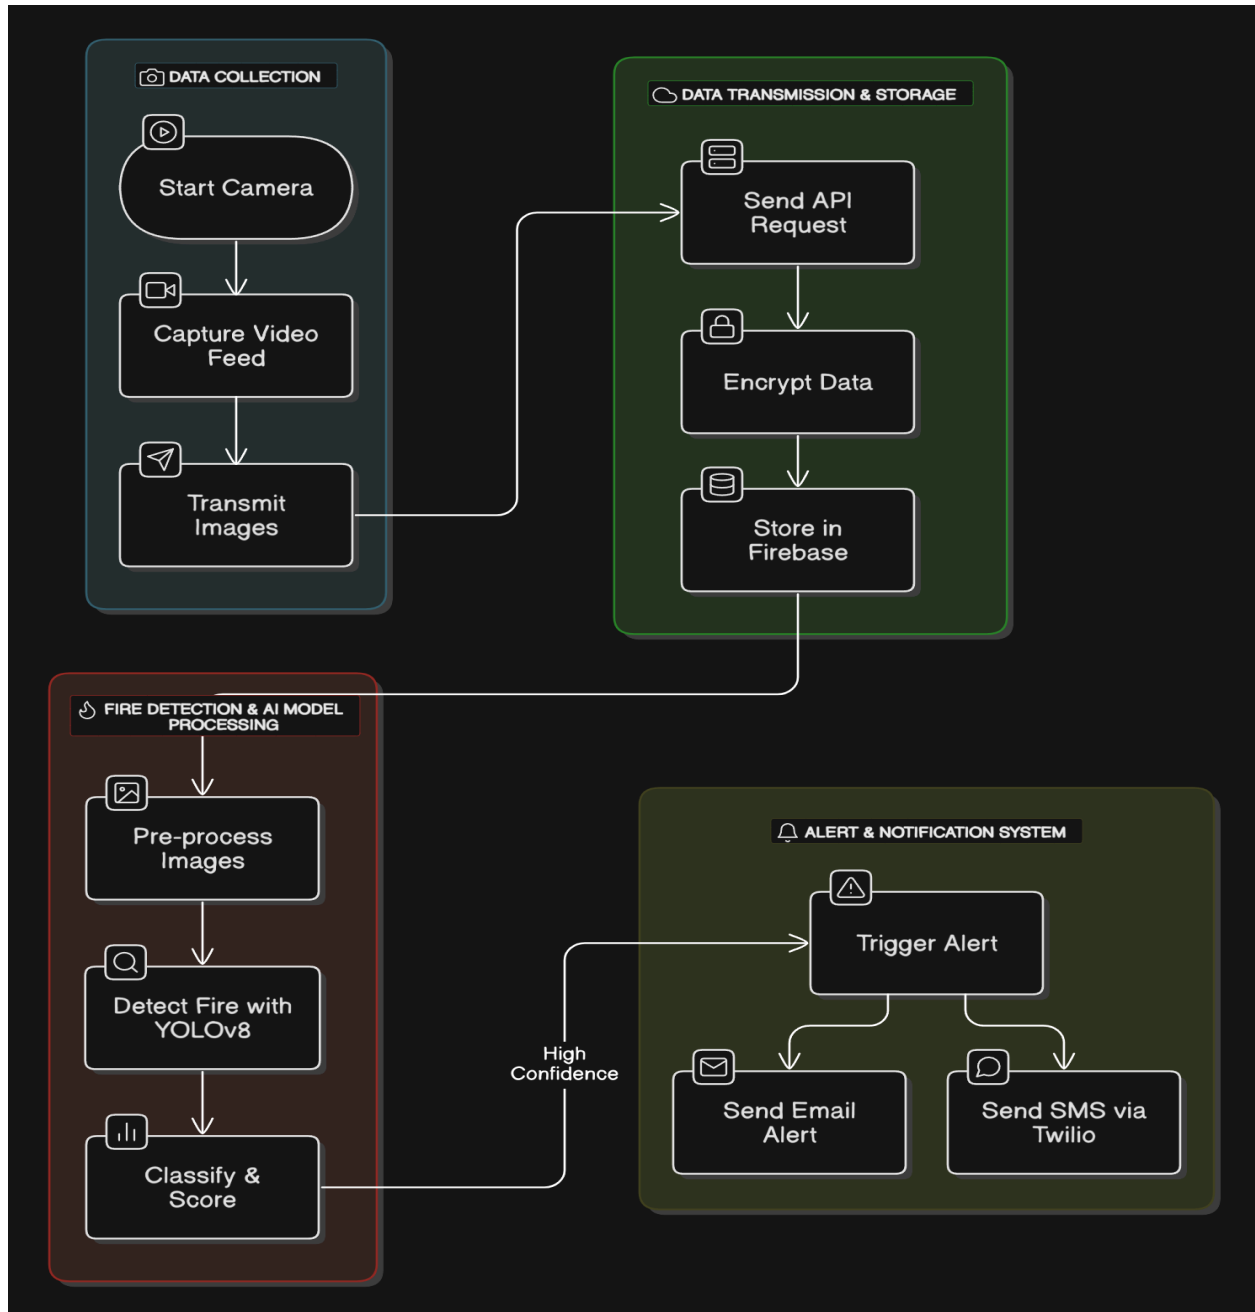 DATA COLLECTION
Start Camera
Capture Video
Feed
Transmit
Images
DATA TRANSMISSION & STORAGE
Send API
Request
Encrypt Data
Store in
Firebase
FIRE DETECTION & AI MODEL
PROCESSING
Pre-process
Images
Detect Fire with
YOLOv8
Classify &
Score
High
Confidence
ALERT & NOTIFICATION SYSTEM
Trigger Alert
Send Email
Alert
Send SMS via
Twilio